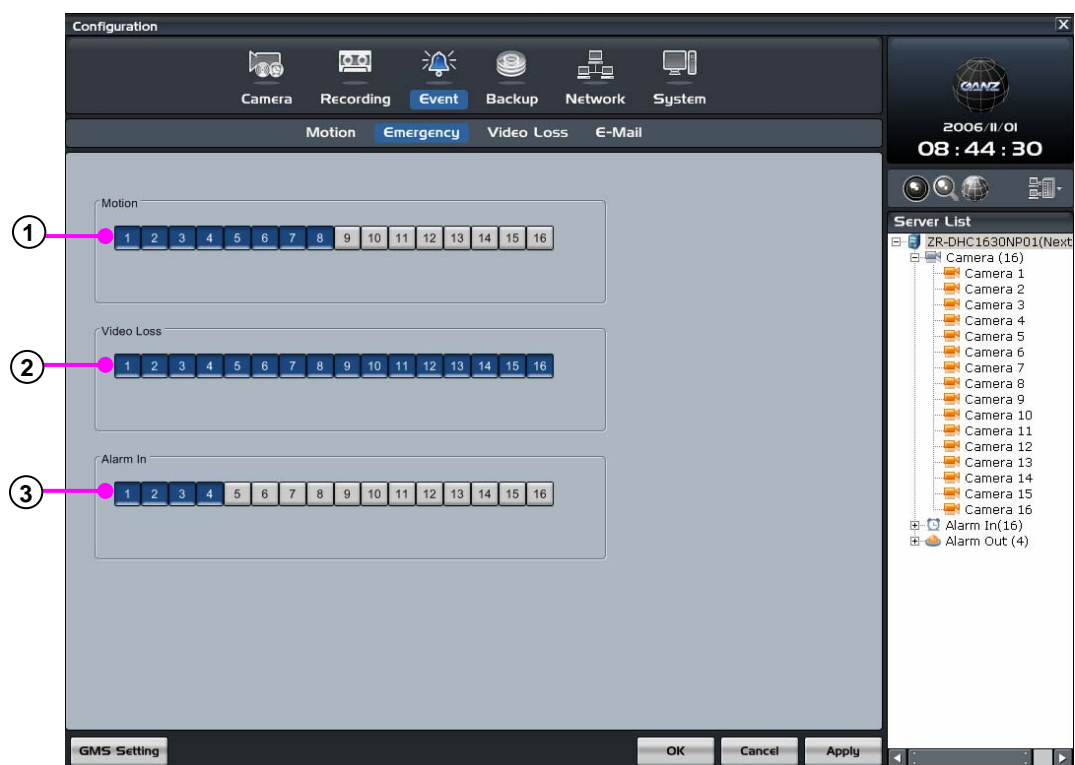 Configuration
X
Camera Recording Event Backup Network System
Motion Emergency Video Loss E-Mail
GANZ
2006/11/01
08:44:30
Server List
ZR-DHC1630NP01(Next
Camera (16)
Camera 1
Camera 2
Camera 3
Camera 4
Camera 5
Camera 6
Camera 7
Camera 8
Camera 9
Camera 10
Camera 11
Camera 12
Camera 13
Camera 14
Camera 15
Camera 16
Alarm In(16)
Alarm Out (4)
Motion
1
1 2 3 4 5 6 7 8 9 10 11 12 13 14 15 16
Video Loss
2
1 2 3 4 5 6 7 8 9 10 11 12 13 14 15 16
Alarm In
3
1 2 3 4 5 6 7 8 9 10 11 12 13 14 15 16
GMS Setting
OK Cancel Apply